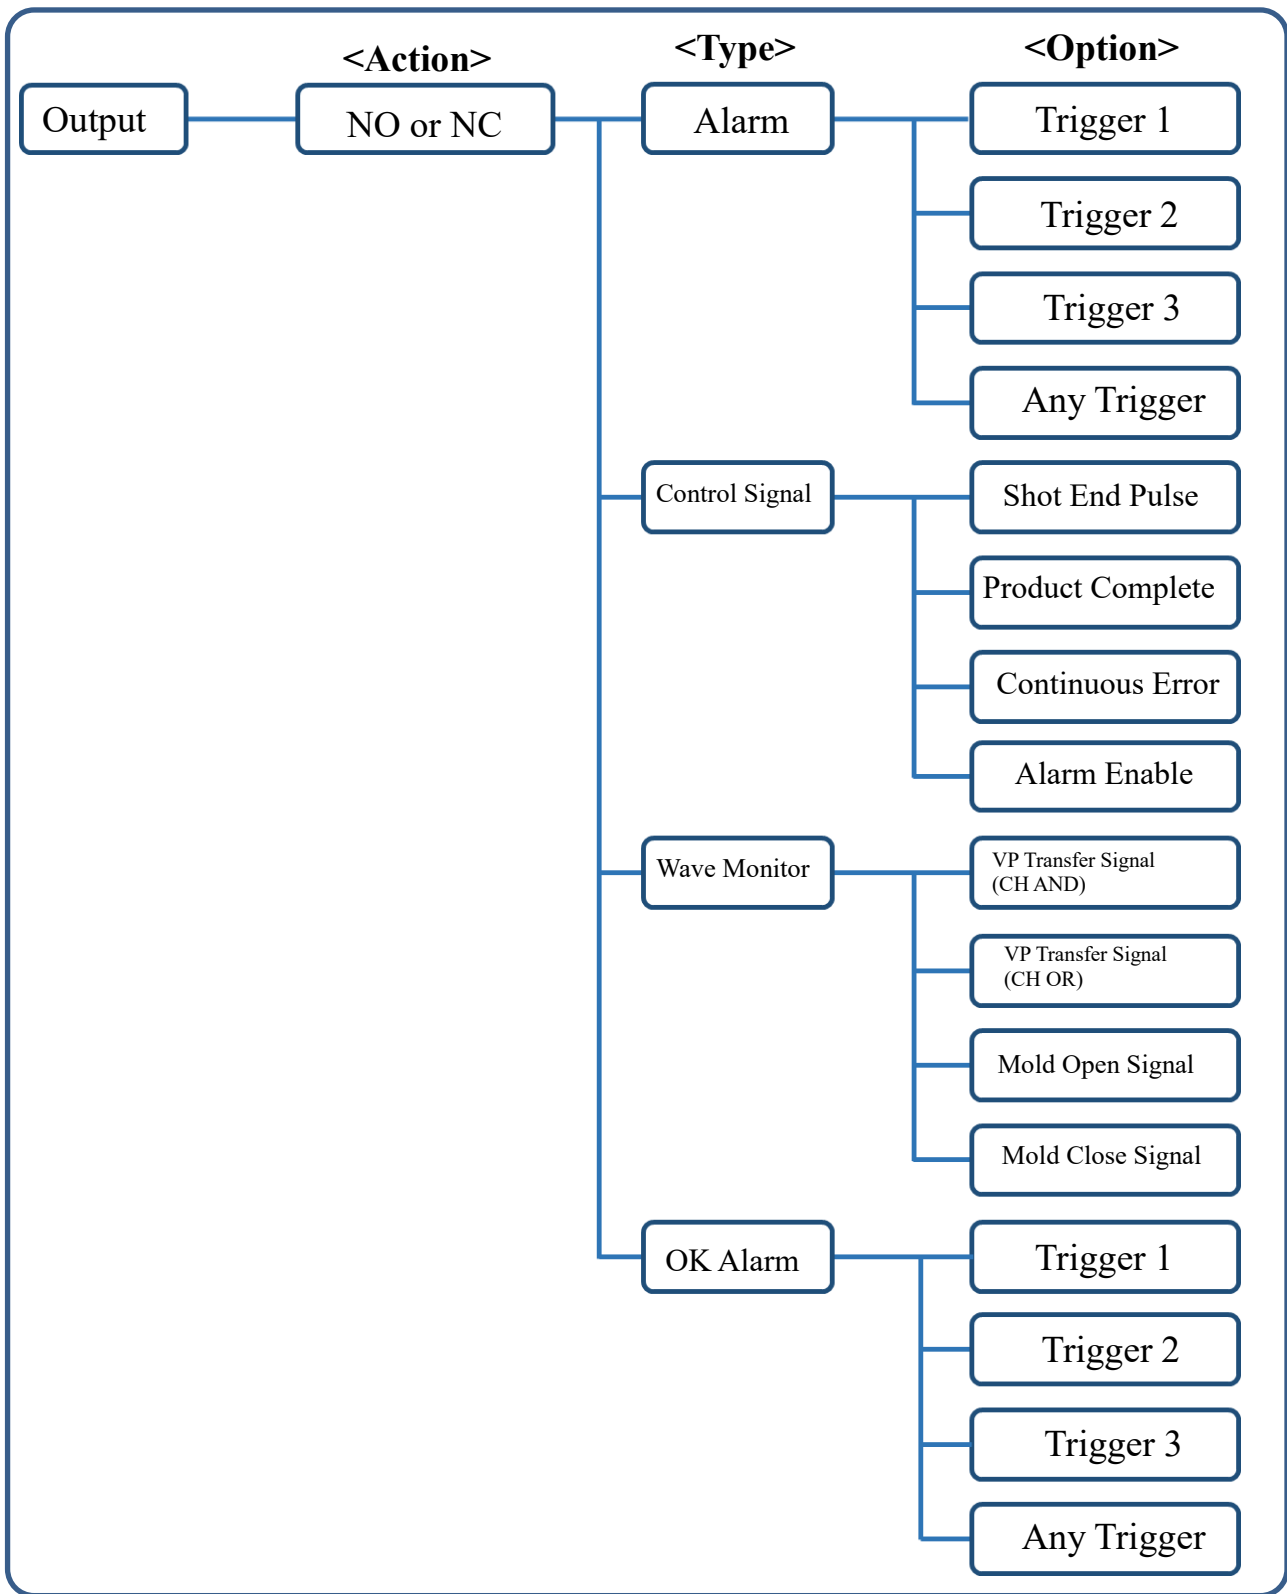 <Action>
<Type>
<Option>
Output
NO or NC
Alarm
Trigger 1
Trigger 2
Trigger 3
Any Trigger
Control Signal
Shot End Pulse
Product Complete
Continuous Error
Alarm Enable
Wave Monitor
VP Transfer Signal
(CH AND)
VP Transfer Signal
(CH OR)
Mold Open Signal
Mold Close Signal
OK Alarm
Trigger 1
Trigger 2
Trigger 3
Any Trigger